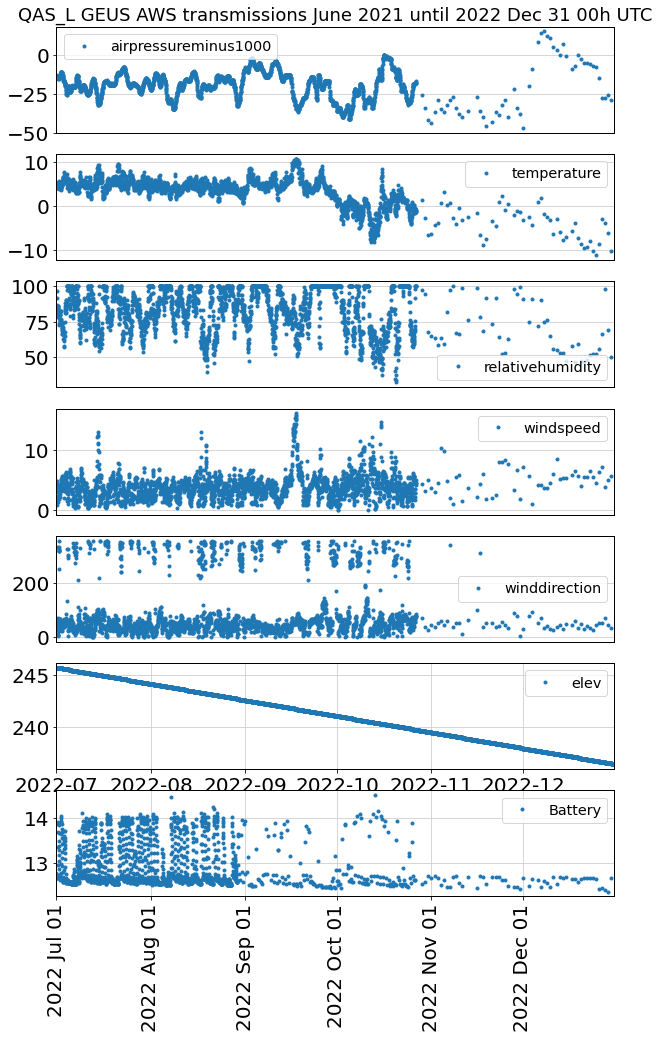 QAS_L GEUS AWS transmissions June 2021 until 2022 Dec 31 00h UTC
airpressureminus1000
0
−25
−50
temperature
10
0
−10
100
75
50
relativehumidity
windspeed
10
0
200
winddirection
0
245
elev
240
2022-07 2022-08 2022-09 2022-10 2022-11 2022-12
Battery
14
13
2022 Jul 01
2022 Aug 01
2022 Sep 01
2022 Oct 01
2022 Nov 01
2022 Dec 01